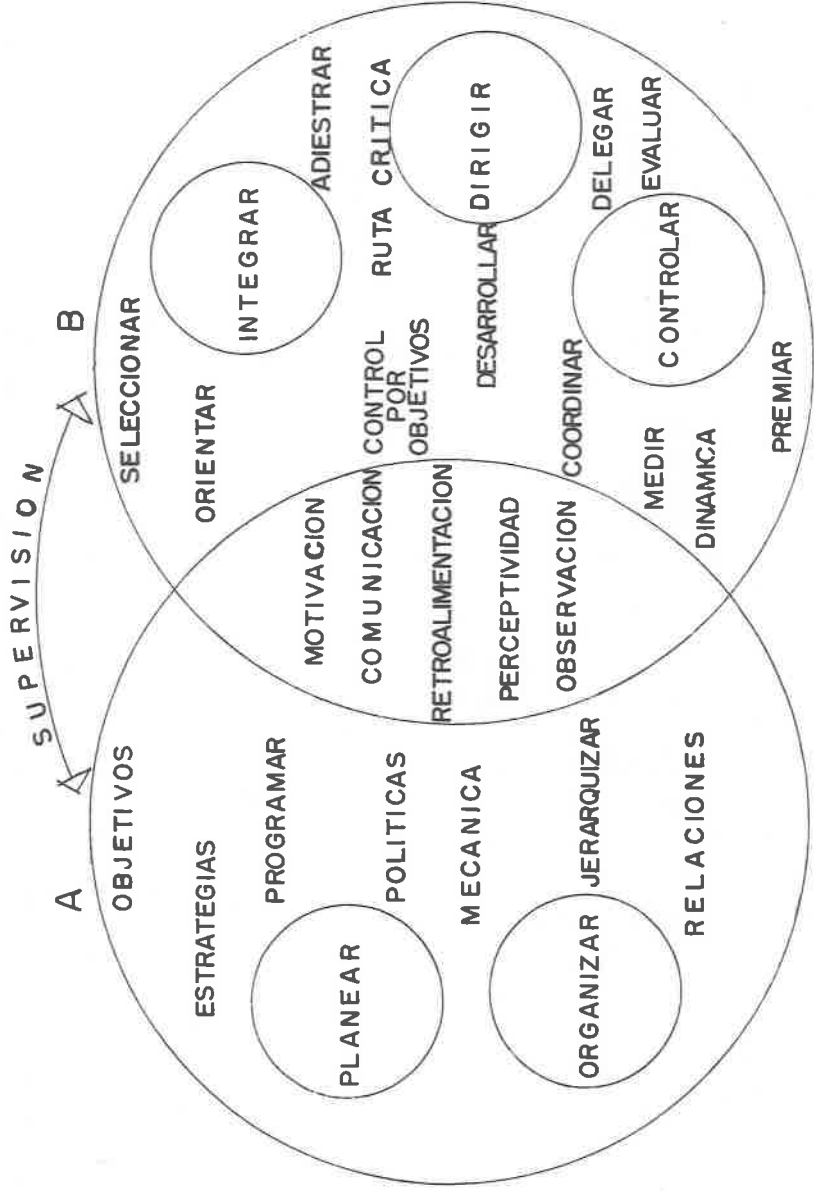 SUPERVISION
A
B
OBJETIVOS
ESTRATEGIAS
PROGRAMAR
PLANEAR
POLITICAS
MECANICA
ORGANIZAR
JERARQUIZAR
RELACIONES
MOTIVACION
COMUNICACION
RETROALIMENTACION
PERCEPTIVIDAD
OBSERVACION
SELECCIONAR
ORIENTAR
INTEGRAR
ADIESTRAR
CONTROL
POR
OBJETIVOS
RUTA CRITICA
DESARROLLAR
DIRIGIR
COORDINAR
DELEGAR
EVALUAR
CONTROLAR
MEDIR
DINAMICA
PREMIAR